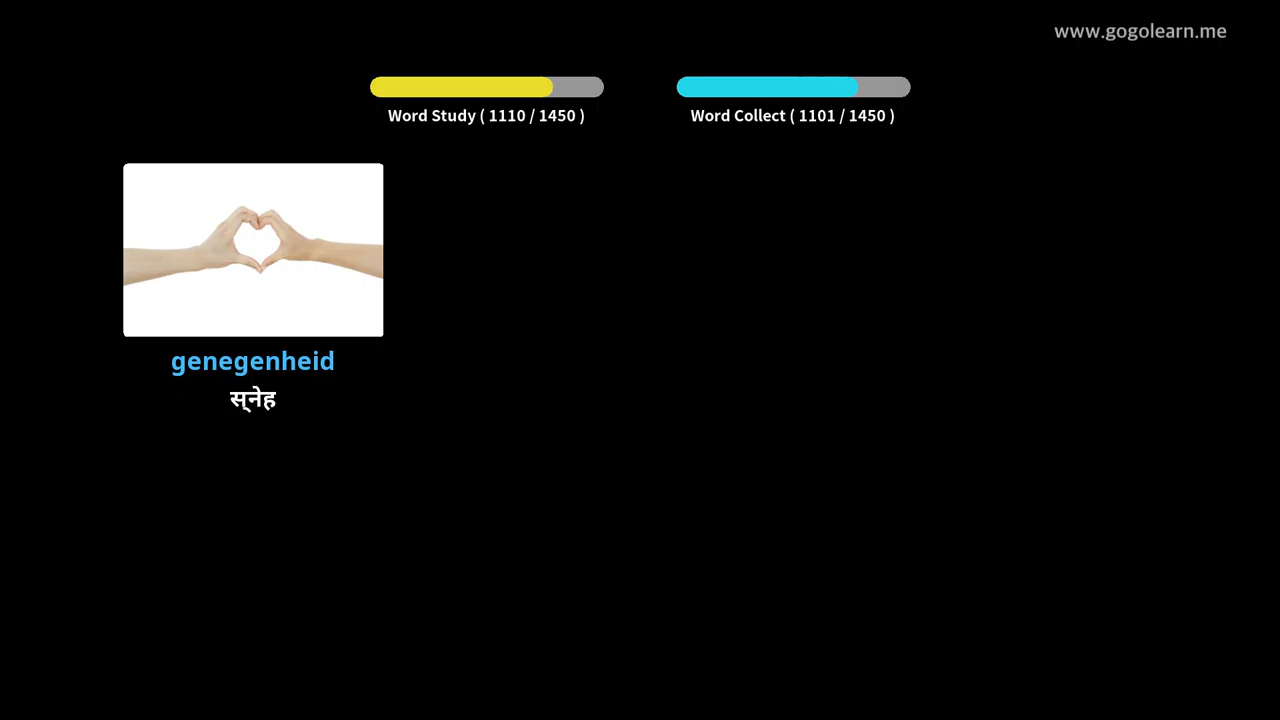 www.gogolearn.me
Word Study ( 1110 / 1450 )
Word Collect ( 1101 / 1450 )
genegenheid
स्नेह